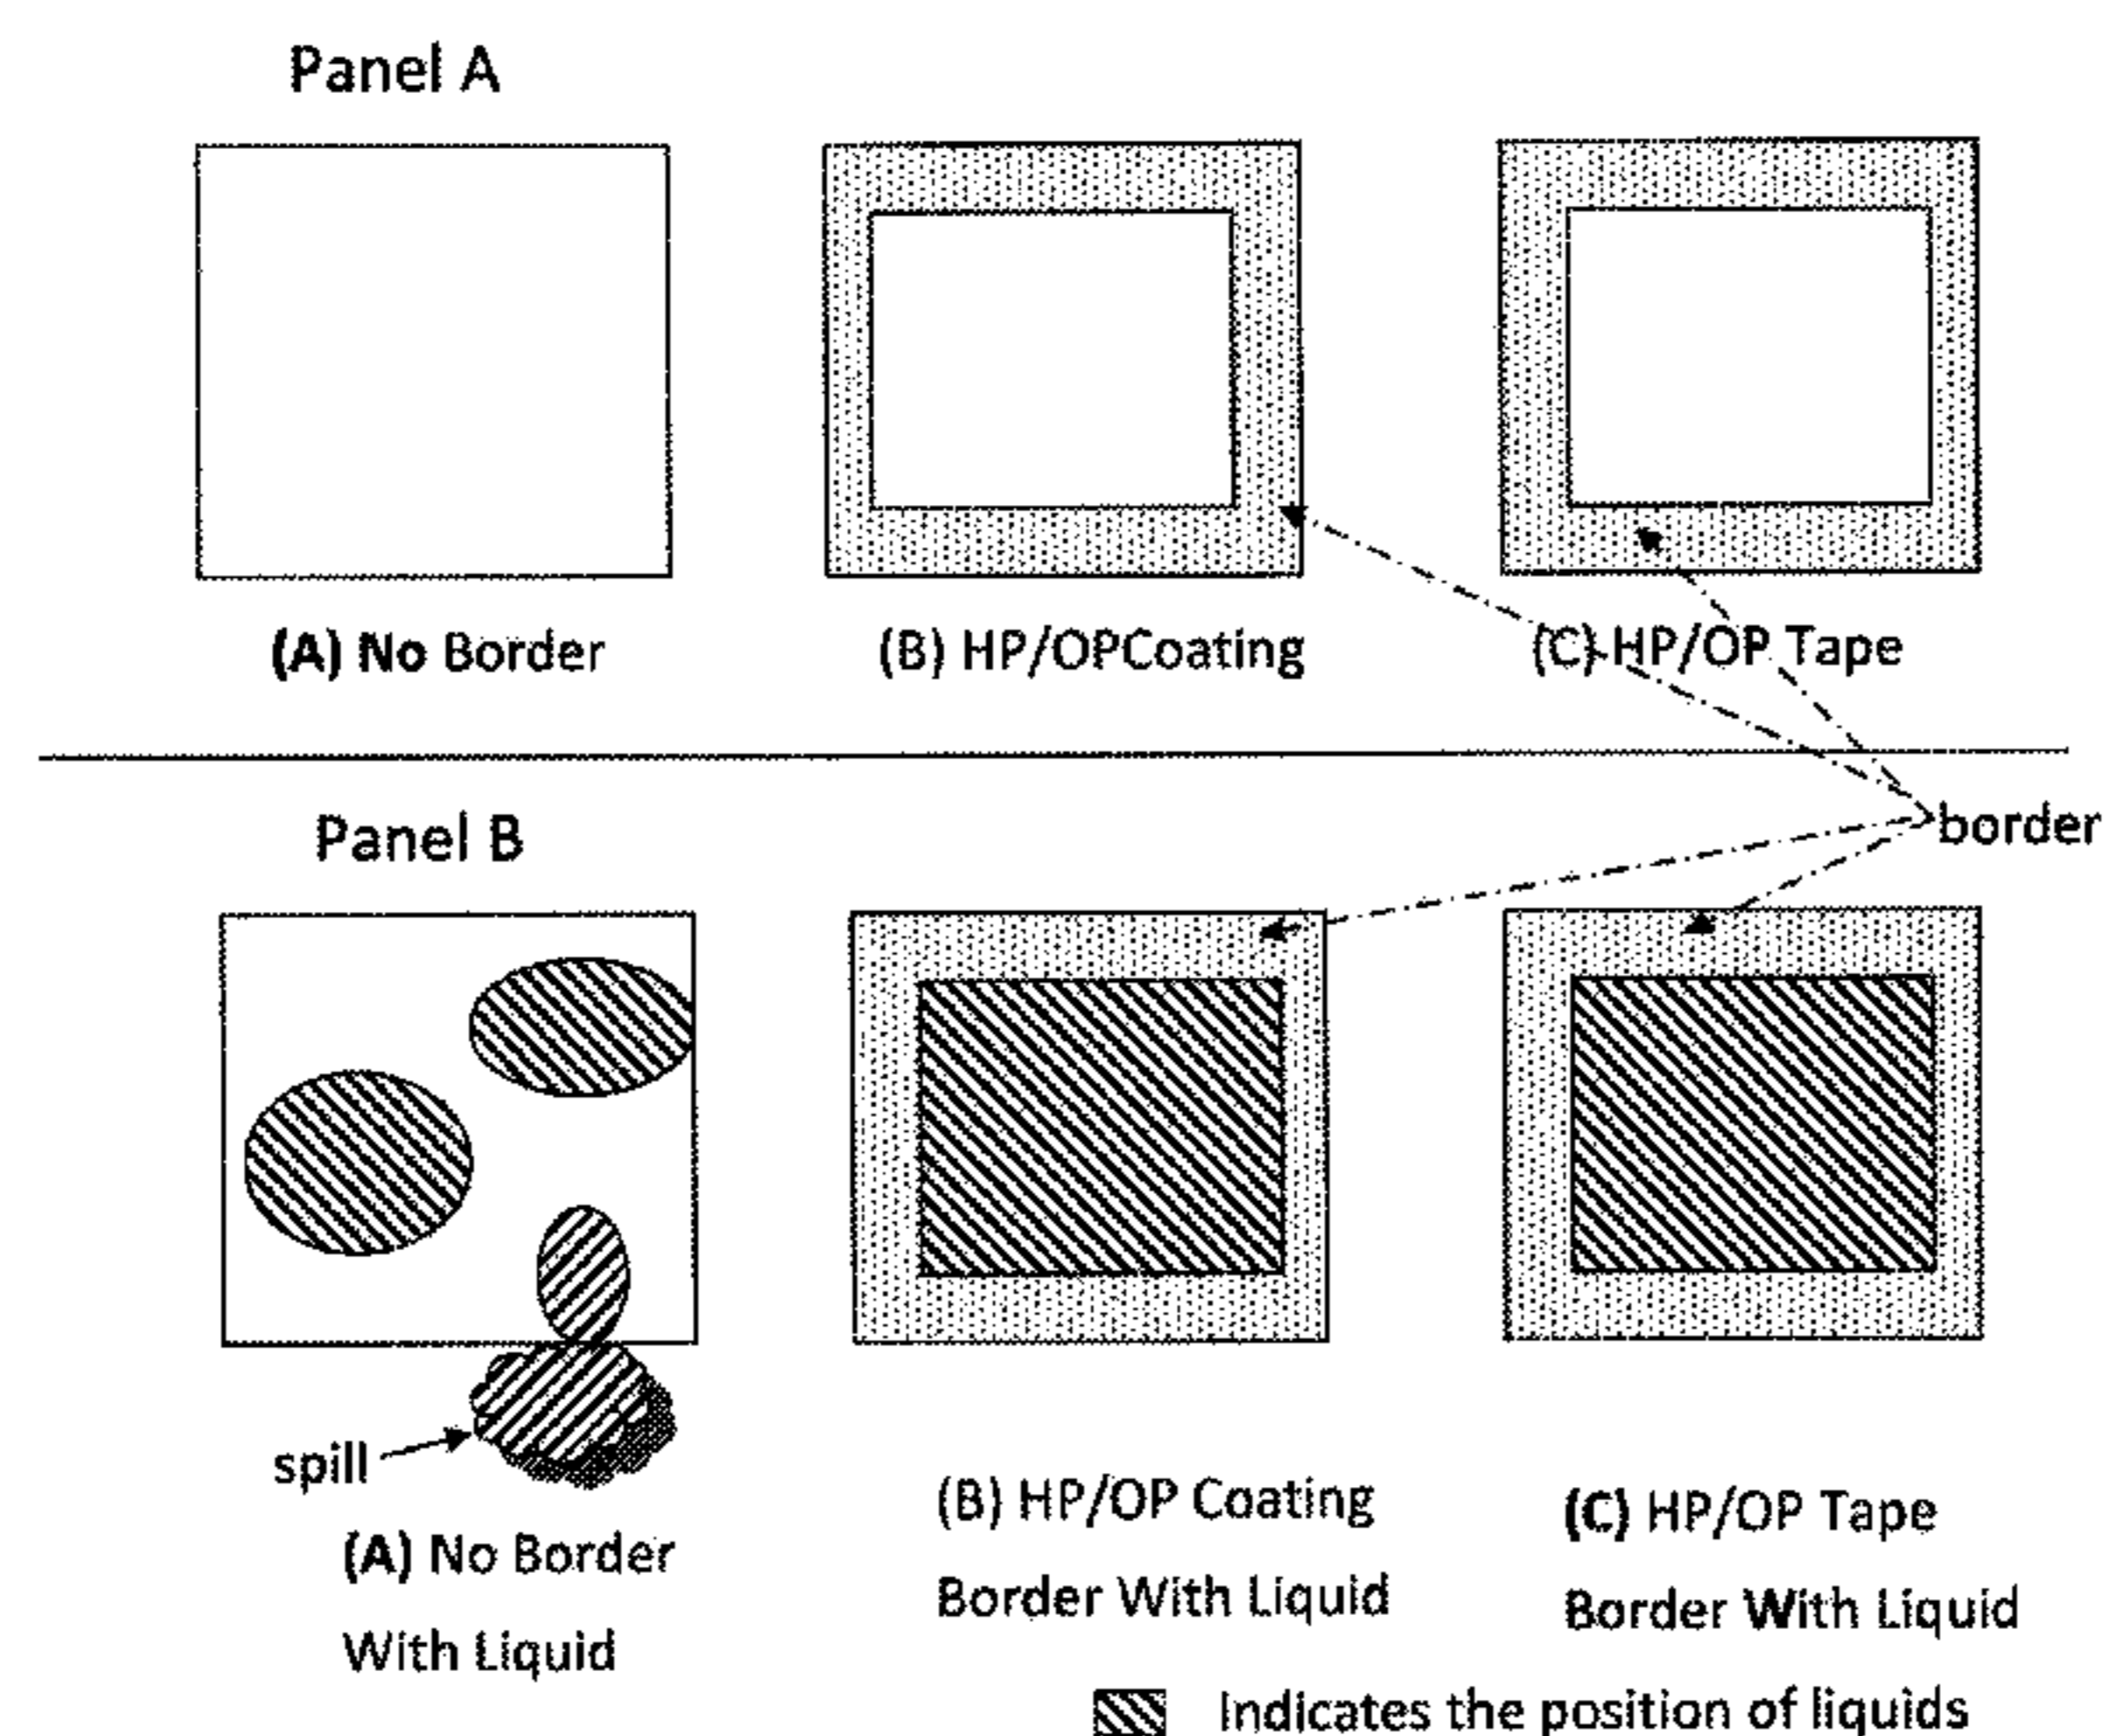 Panel A
(A) No Border
(B) HP/OPCoating
(C) HP/OP Tape
border
Panel B
spill
(A) No Border
With Liquid
(B) HP/OP Coating
Border With Liquid
(C) HP/OP Tape
Border With Liquid
Indicates the position of liquids